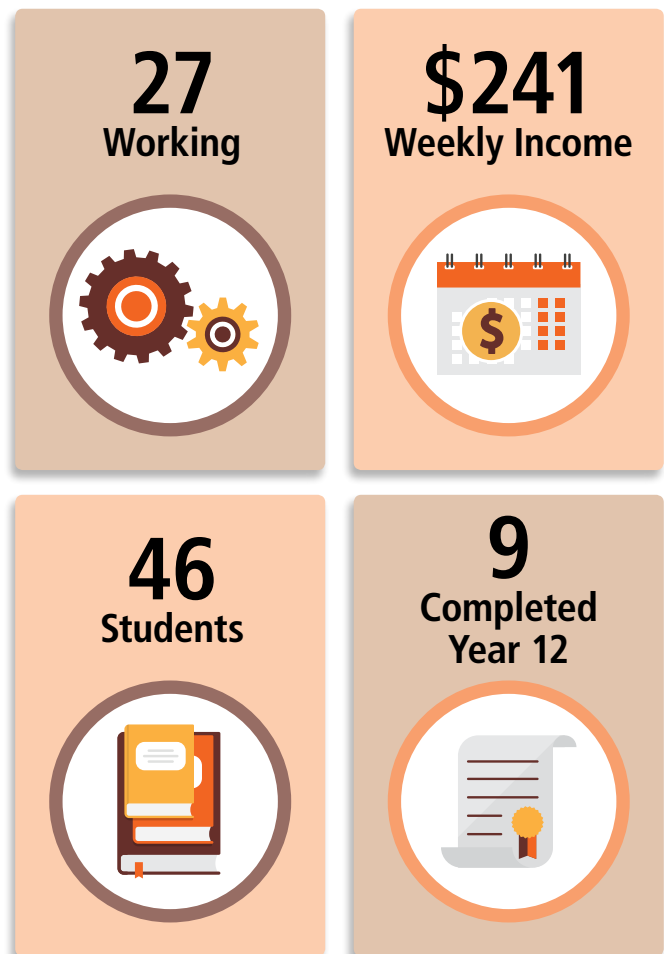 27
Working
$241
Weekly Income
$
46
Students
9
Completed
Year 12